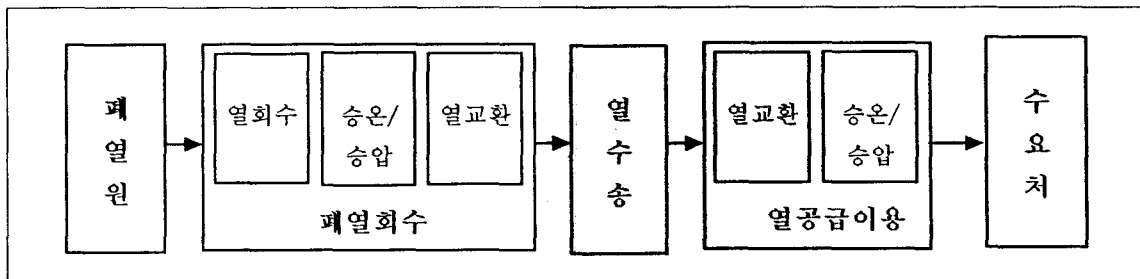 폐열원
열회수
승온/
승압
열교환
폐열회수
열수송
열교환
승온/
승압
열공급이용
수요처